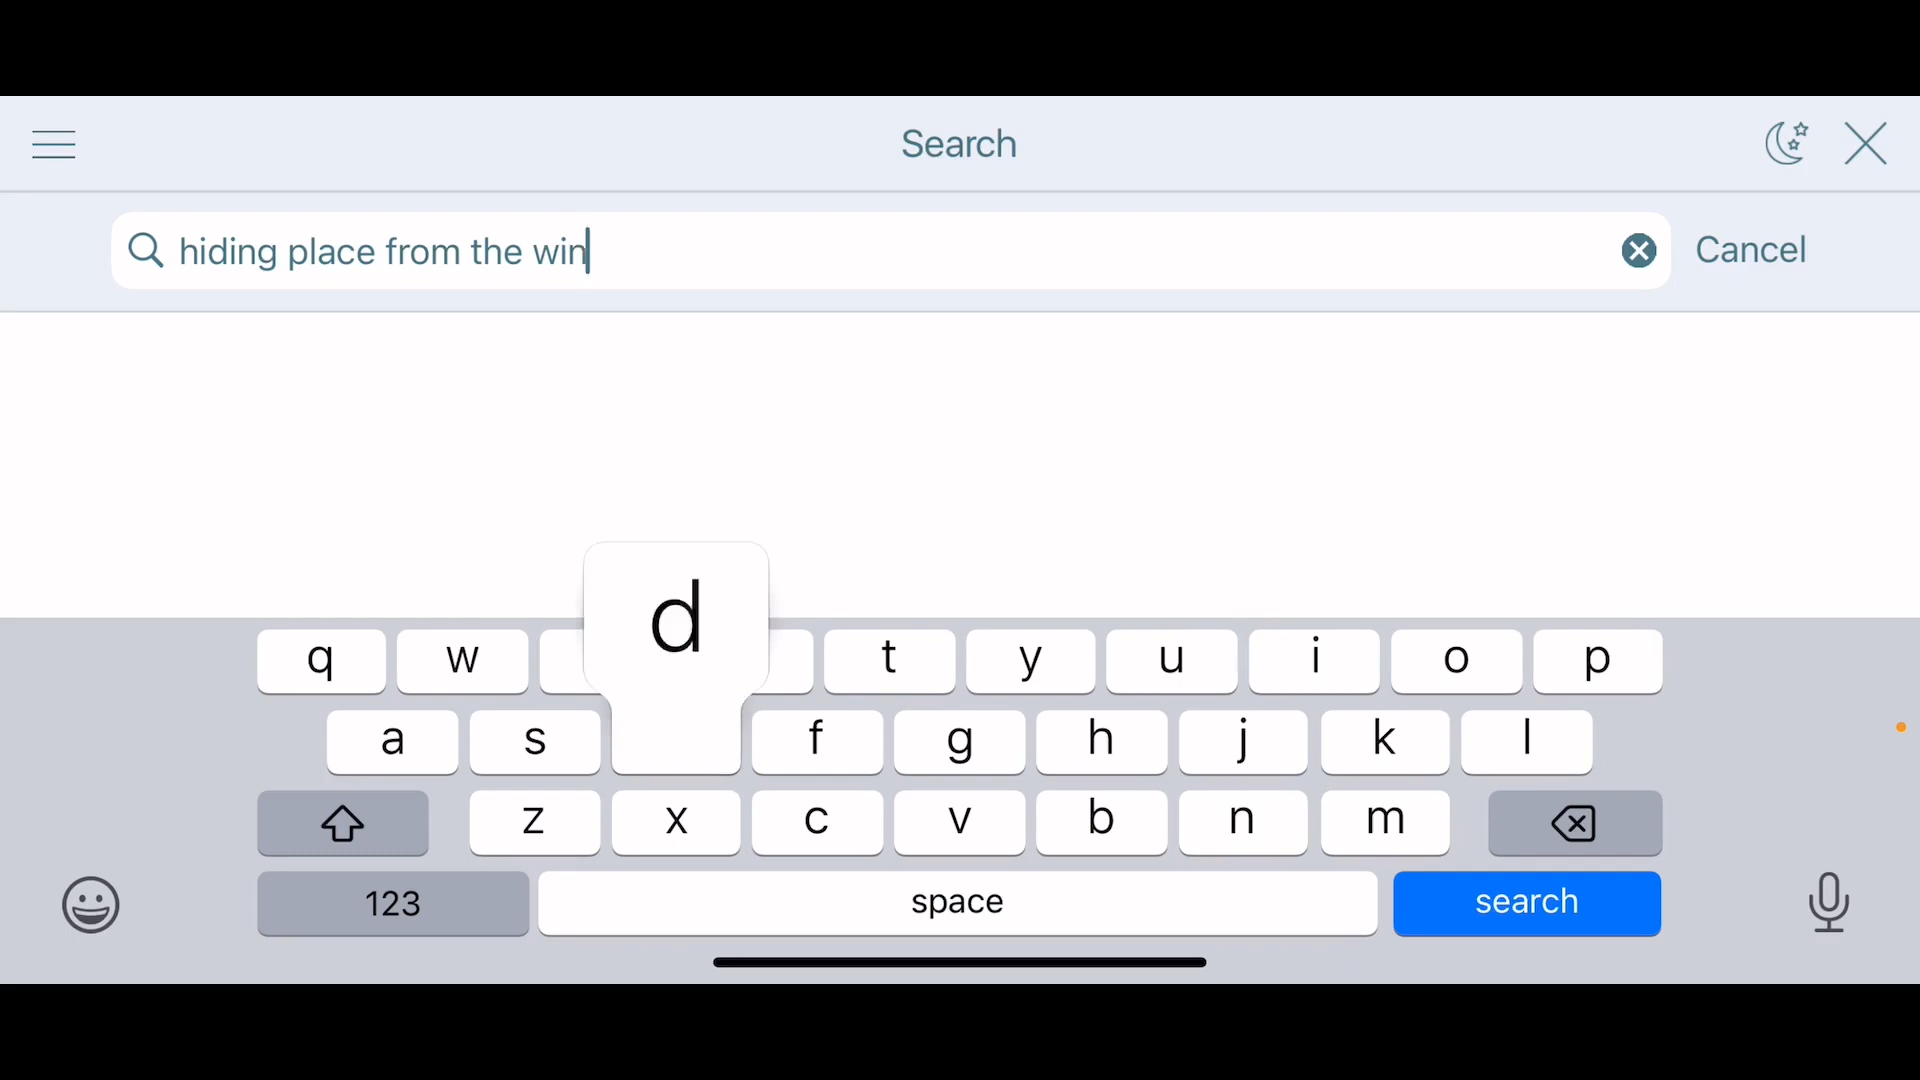 Search
hiding place from the win
Cancel
d
q w t y u i o p
a s f g h j k l
z x c v b n m
123 space search